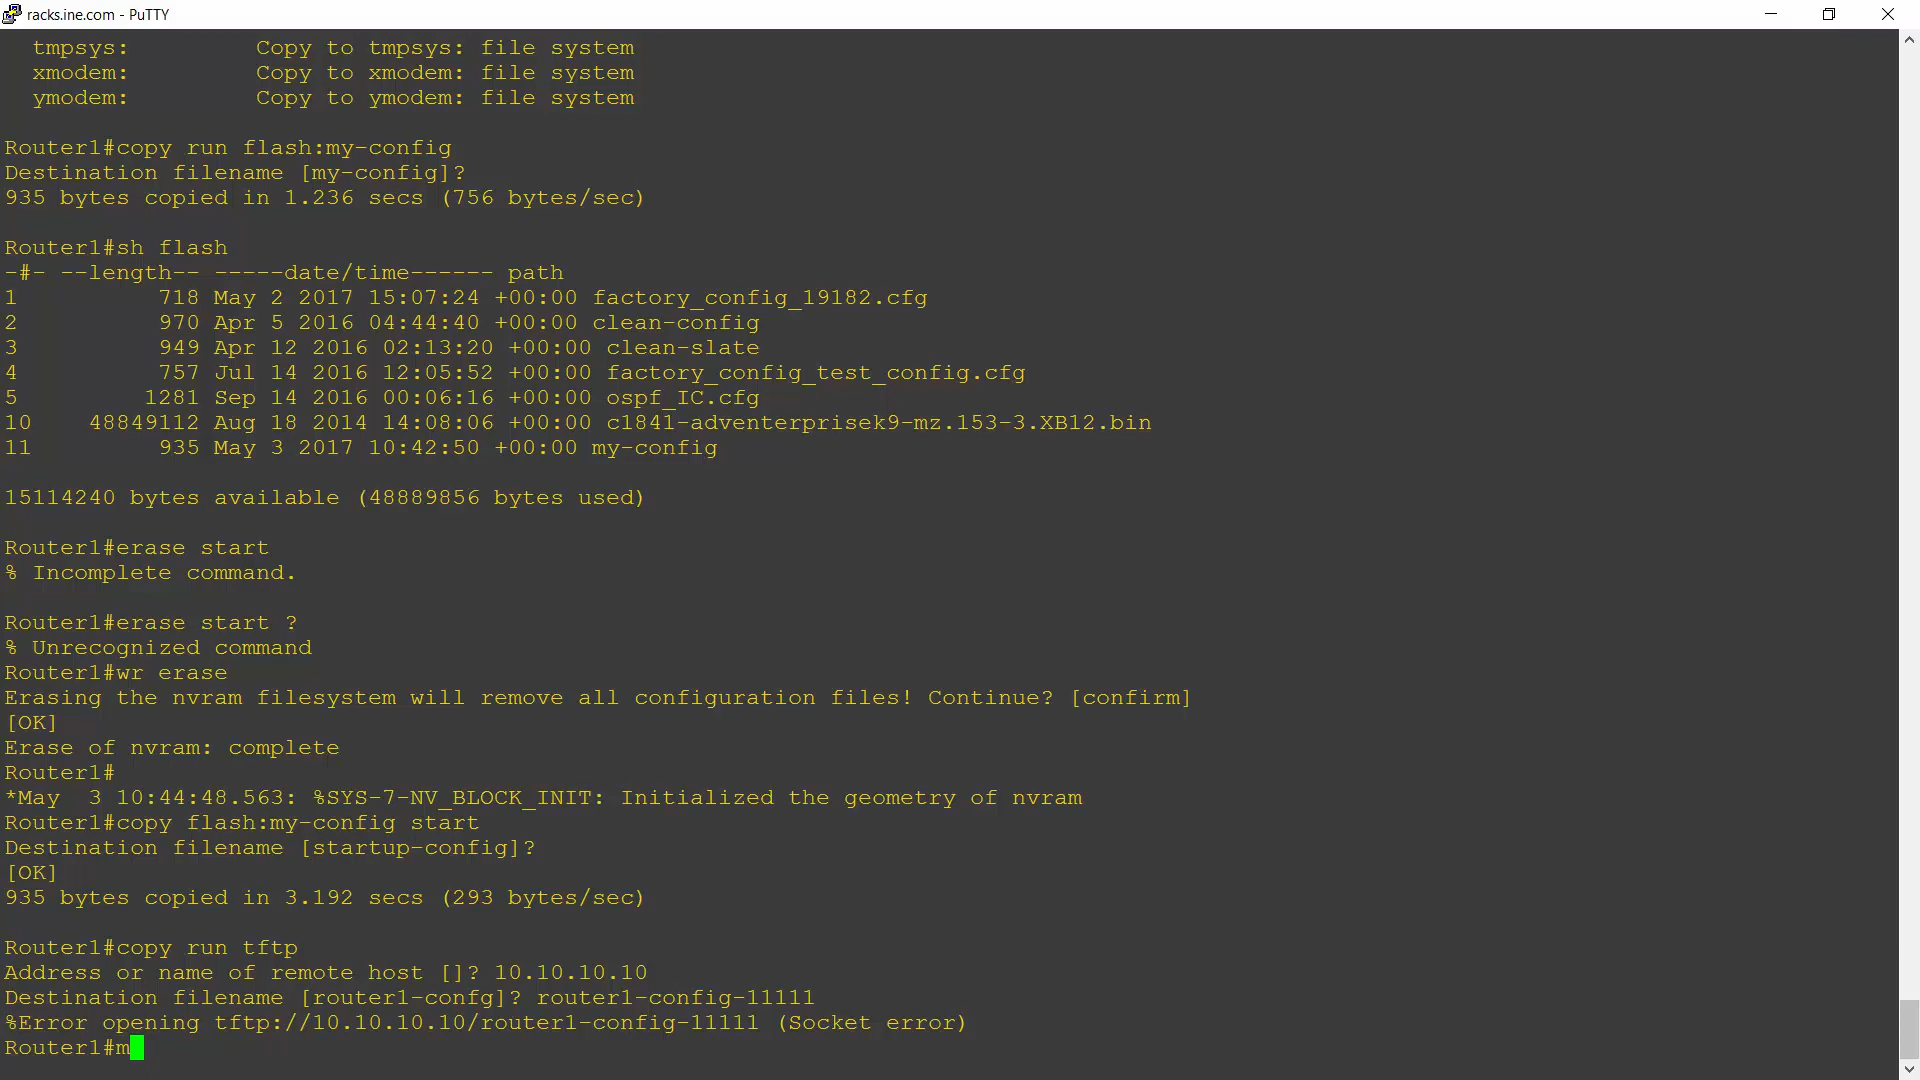 racks.ine.com - PuTTY
tmpsys: Copy to tmpsys: file system
xmodem: Copy to xmodem: file system
ymodem: Copy to ymodem: file system
Router1#copy run flash:my-config
Destination filename [my-config]?
935 bytes copied in 1.236 secs (756 bytes/sec)
Router1#sh flash
-#- --length-- -----date/time------ path
1 718 May 2 2017 15:07:24 +00:00 factory_config_19182.cfg
2 970 Apr 5 2016 04:44:40 +00:00 clean-config
3 949 Apr 12 2016 02:13:20 +00:00 clean-slate
4 757 Jul 14 2016 12:05:52 +00:00 factory_config_test_config.cfg
5 1281 Sep 14 2016 00:06:16 +00:00 ospf_IC.cfg
10 48849112 Aug 18 2014 14:08:06 +00:00 c1841-adventerprisek9-mz.153-3.XB12.bin
11 935 May 3 2017 10:42:50 +00:00 my-config
15114240 bytes available (48889856 bytes used)
Router1#erase start
% Incomplete command.
Router1#erase start ?
% Unrecognized command
Router1#wr erase
Erasing the nvram filesystem will remove all configuration files! Continue? [confirm]
[OK]
Erase of nvram: complete
Router1#
*May  3 10:44:48.563: %SYS-7-NV_BLOCK_INIT: Initialized the geometry of nvram
Router1#copy flash:my-config start
Destination filename [startup-config]?
[OK]
935 bytes copied in 3.192 secs (293 bytes/sec)
Router1#copy run tftp
Address or name of remote host []? 10.10.10.10
Destination filename [router1-confg]? router1-config-11111
%Error opening tftp://10.10.10.10/router1-config-11111 (Socket error)
Router1#m